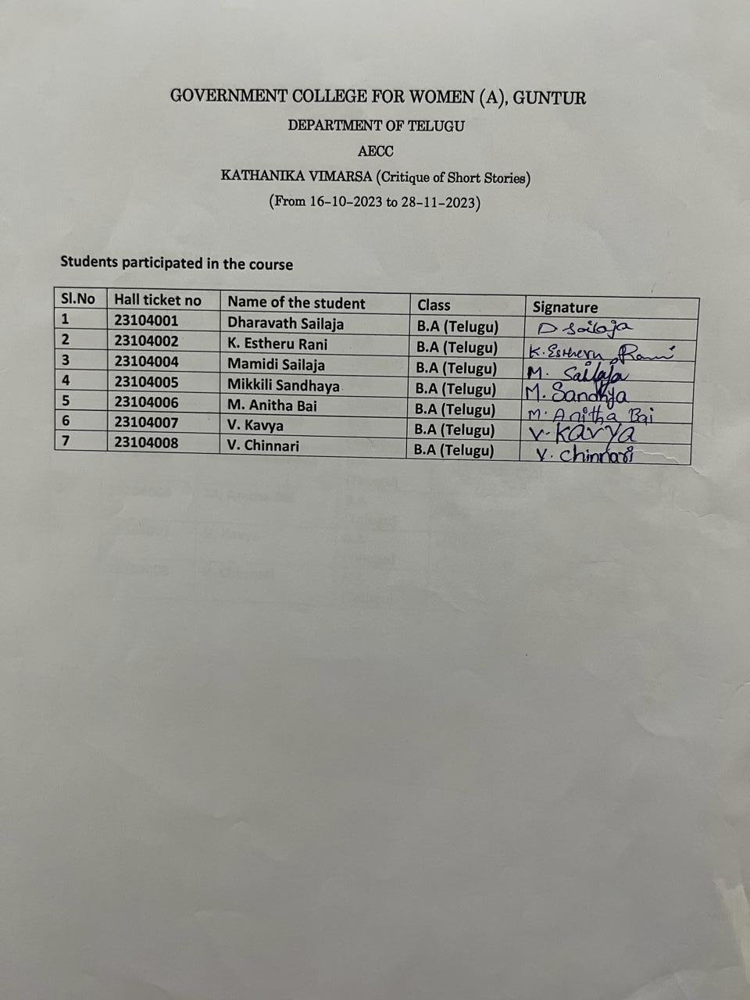 GOVERNMENT COLLEGE FOR WOMEN (A), GUNTUR
DEPARTMENT OF TELUGU
AECC
KATHANIKA VIMARSA (Critique of Short Stories)
(From 16-10-2023 to 28-11-2023)
Students participated in the course
Sl.No Hall ticket no Name of the student Class Signature
1 23104001 Dharavath Sailaja B.A (Telugu) D Sailaja
2 23104002 K. Estheru Rani B.A (Telugu) K. Estheru Rani
3 23104004 Mamidi Sailaja B.A (Telugu) M. Sailaja
4 23104005 Mikkili Sandhaya B.A (Telugu) M. Sandhya
5 23104006 M. Anitha Bai B.A (Telugu) M. Anitha Bai
6 23104007 V. Kavya B.A (Telugu) V. Kavya
7 23104008 V. Chinnari B.A (Telugu) V. Chinnari